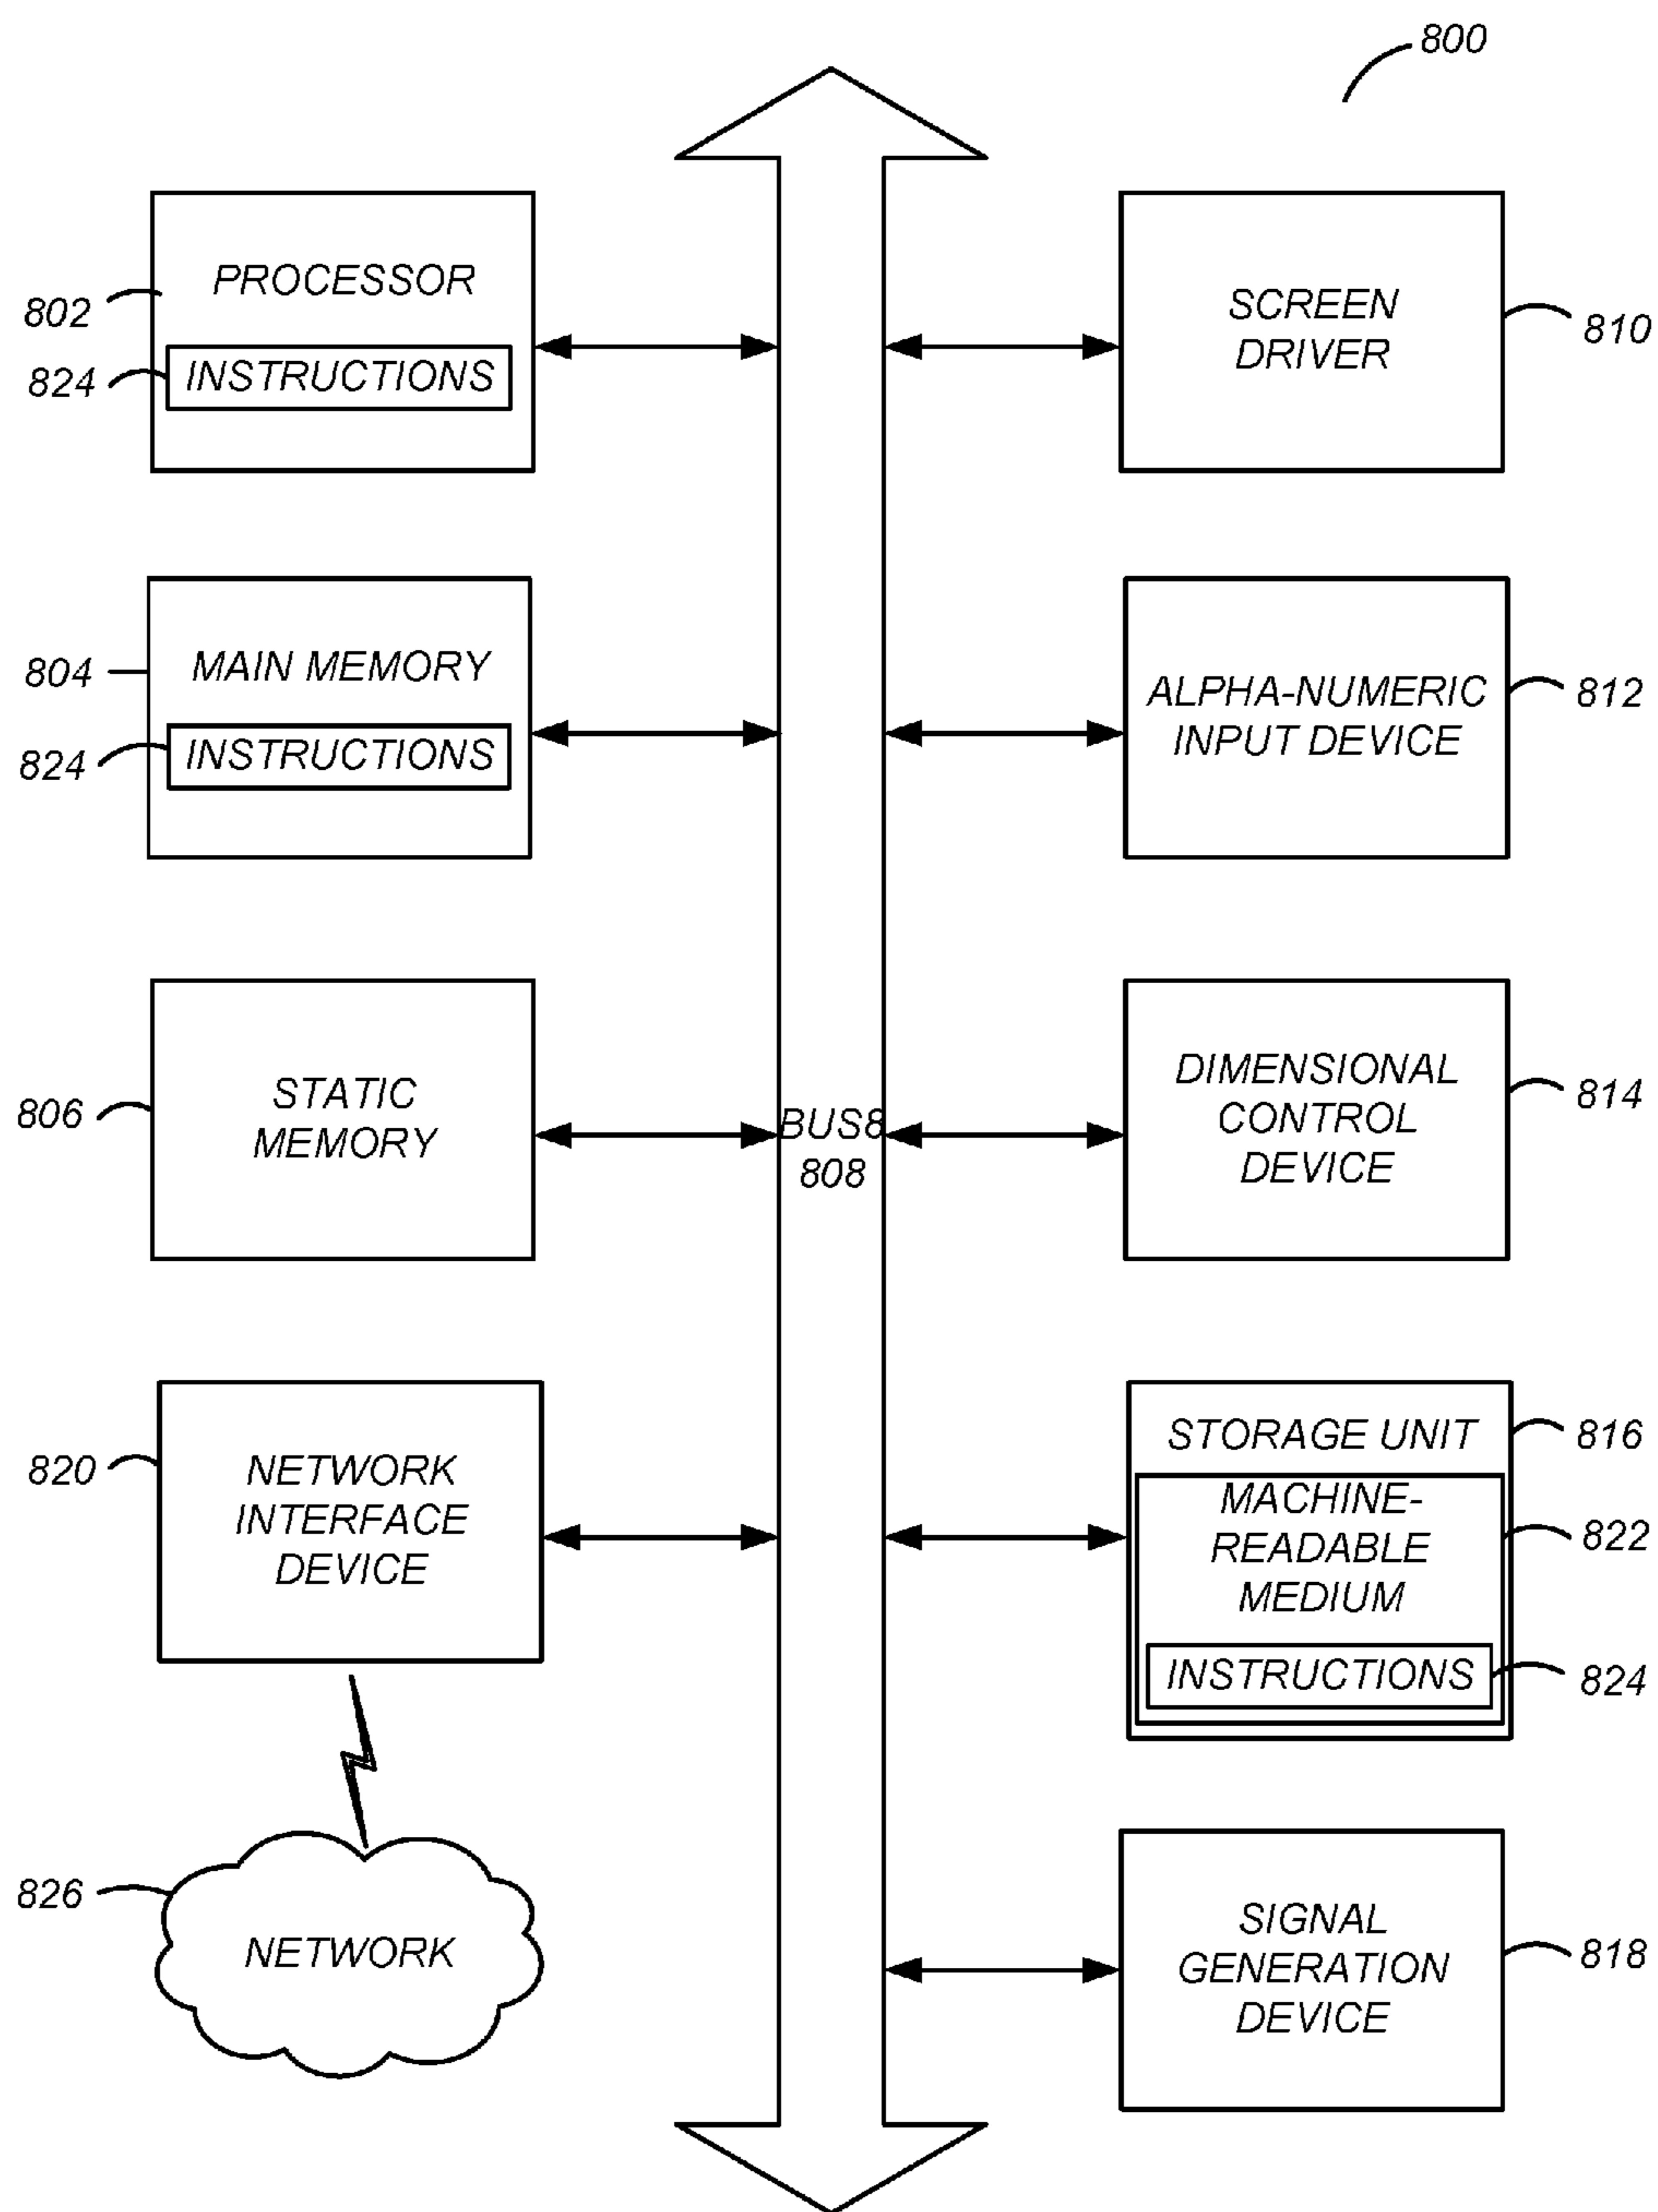 800
PROCESSOR
802
824
INSTRUCTIONS
SCREEN
DRIVER
810
MAIN MEMORY
804
824
INSTRUCTIONS
ALPHA-NUMERIC
INPUT DEVICE
812
STATIC
MEMORY
806
BUS8
808
DIMENSIONAL
CONTROL
DEVICE
814
NETWORK
INTERFACE
DEVICE
820
STORAGE UNIT
816
MACHINE-
READABLE
MEDIUM
822
INSTRUCTIONS
824
826
NETWORK
SIGNAL
GENERATION
DEVICE
818